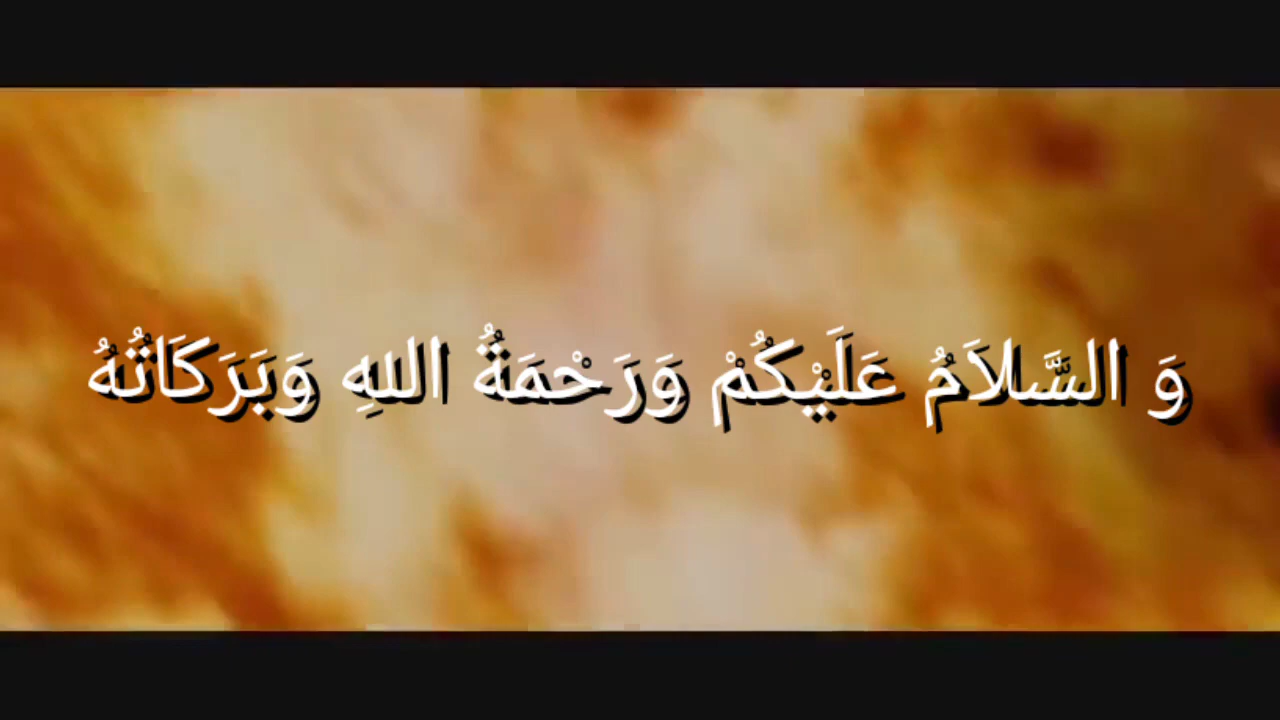 وَ السَّلاَمُ عَلَيْكُمْ وَرَحْمَةُ اللهِ وَبَرَكَاتُهُ